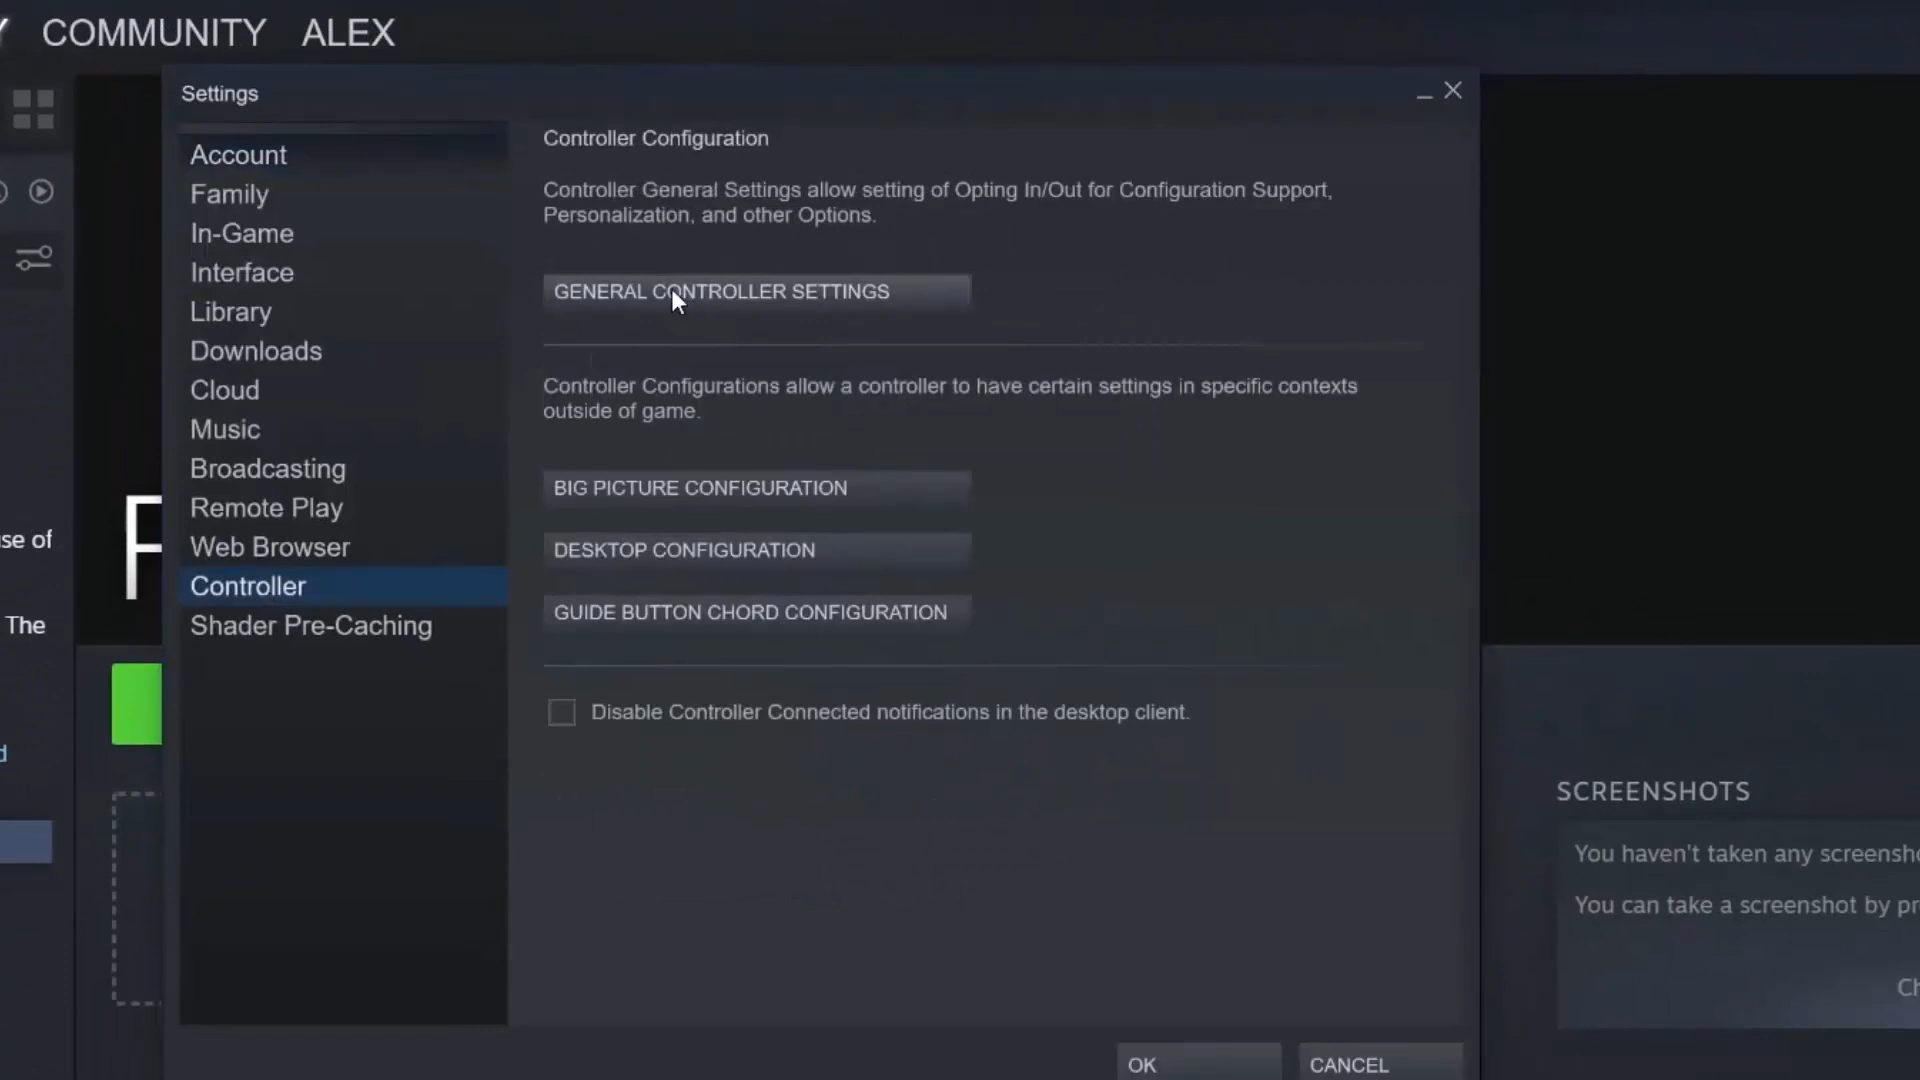 COMMUNITY ALEX
Settings
Account
Family
In-Game
Interface
Library
Downloads
Cloud
Music
Broadcasting
Remote Play
Web Browser
Controller
Shader Pre-Caching
Controller Configuration
Controller General Settings allow setting of Opting In/Out for Configuration Support,
Personalization, and other Options.
GENERAL CONTROLLER SETTINGS
Controller Configurations allow a controller to have certain settings in specific contexts
outside of game.
BIG PICTURE CONFIGURATION
DESKTOP CONFIGURATION
GUIDE BUTTON CHORD CONFIGURATION
Disable Controller Connected notifications in the desktop client.
OK
CANCEL
of
The
SCREENSHOTS
You haven't taken any
You can take a screenshot by